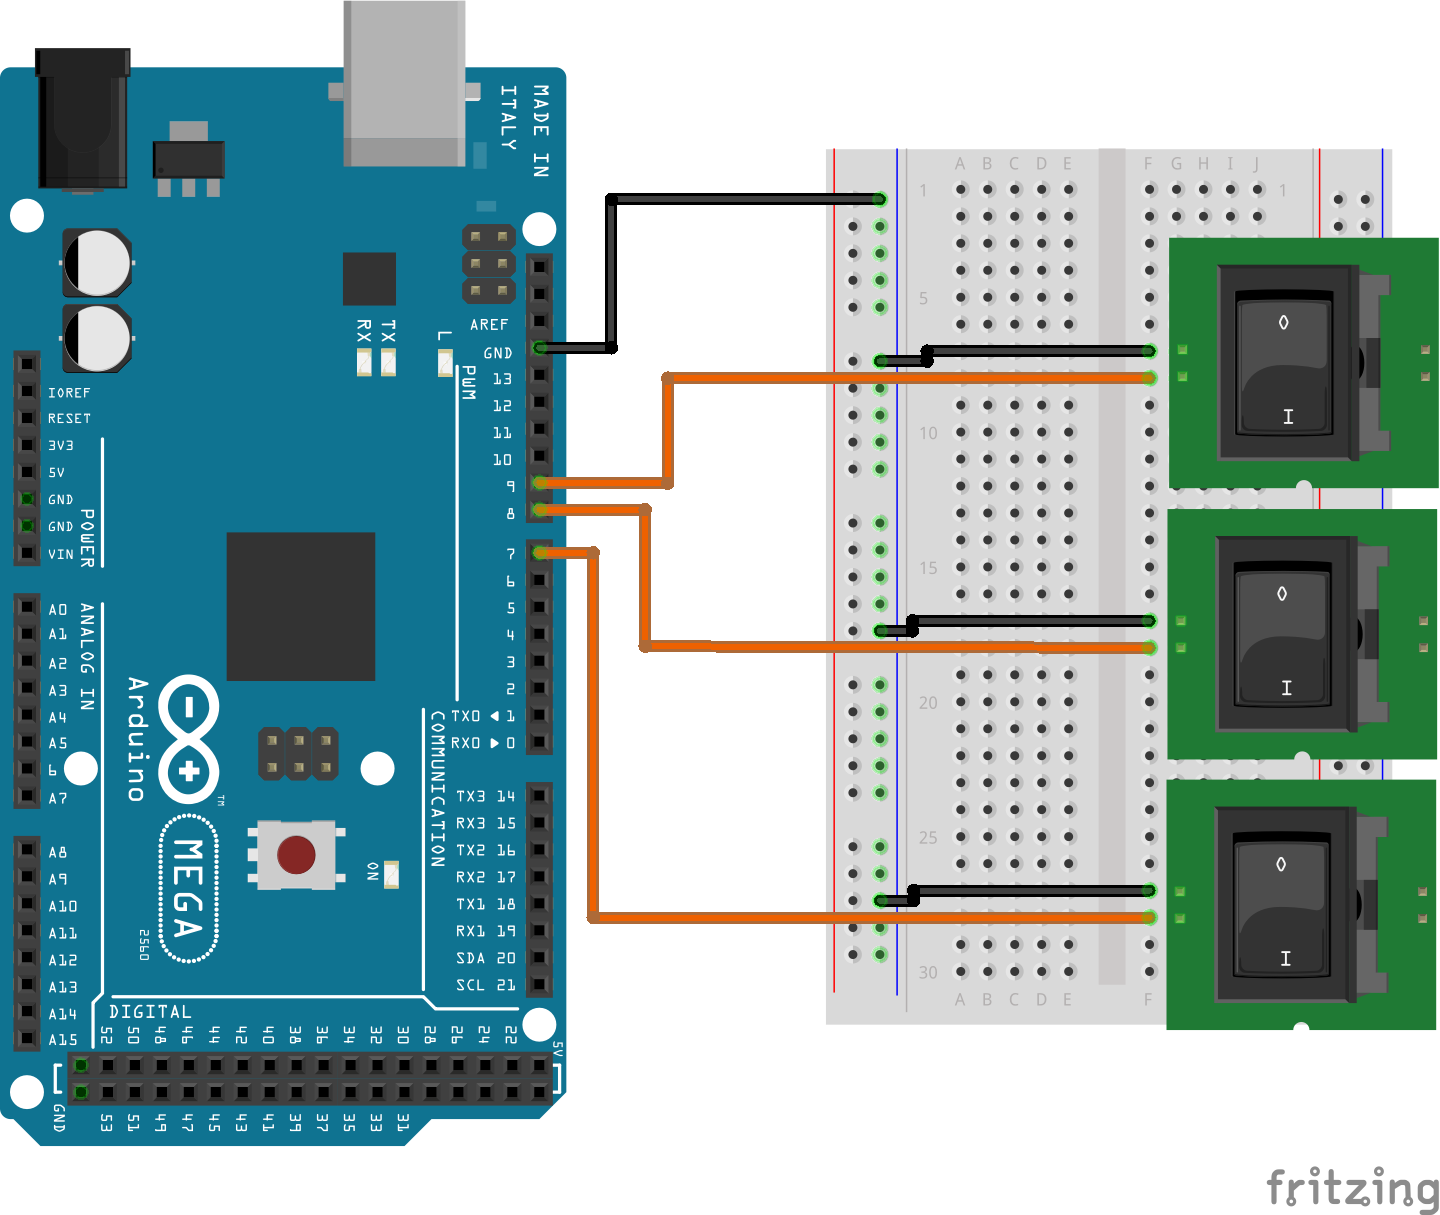 MADE IN
ITALY
AREF
GND
13
12
11
10
9
8
7
6
5
4
3
2
TX0 ◀ 1
RX0 ▶ 0
TX3 14
RX3 15
TX2 16
RX2 17
TX1 18
RX1 19
SDA 20
SCL 21
RX
TX
L
PWM
COMMUNICATION
IOREF
RESET
3V3
5V
GND
GND
VIN
POWER
A0
A1
A2
A3
A4
A5
6
A7
ANALOG IN
A8
A9
A10
A11
A12
A13
A14
A15
Arduino
TM
MEGA
2560
ON
DIGITAL
52 50 48 46 44 42 40 38 36 34 32 30 28 26 24 22
5V
GND
53 51 49 47 45 43 41 39 37 35 33 31
A B C D E F G H I J
1 1
5
10
15
20
25
30
A B C D E F
0
I
0
I
0
I
fritzing